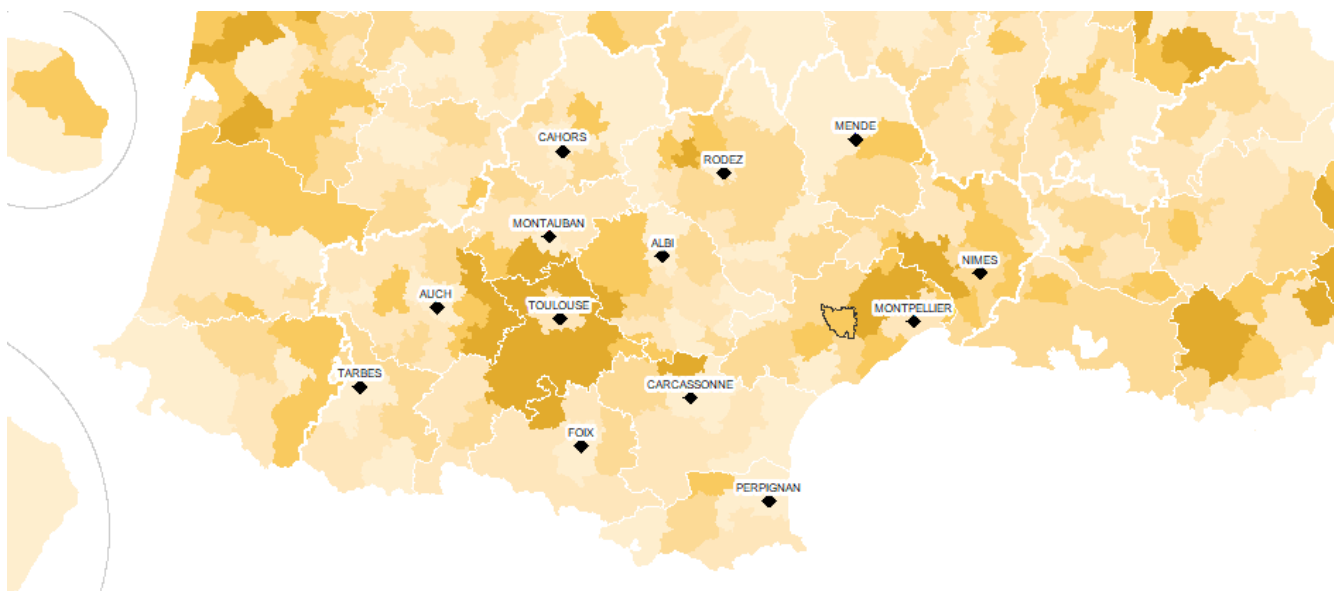 MENDE
CAHORS
RODEZ
MONTAUBAN
ALBI
NIMES
AUCH
TOULOUSE
MONTPELLIER
TARBES
CARCASSONNE
FOIX
PERPIGNAN